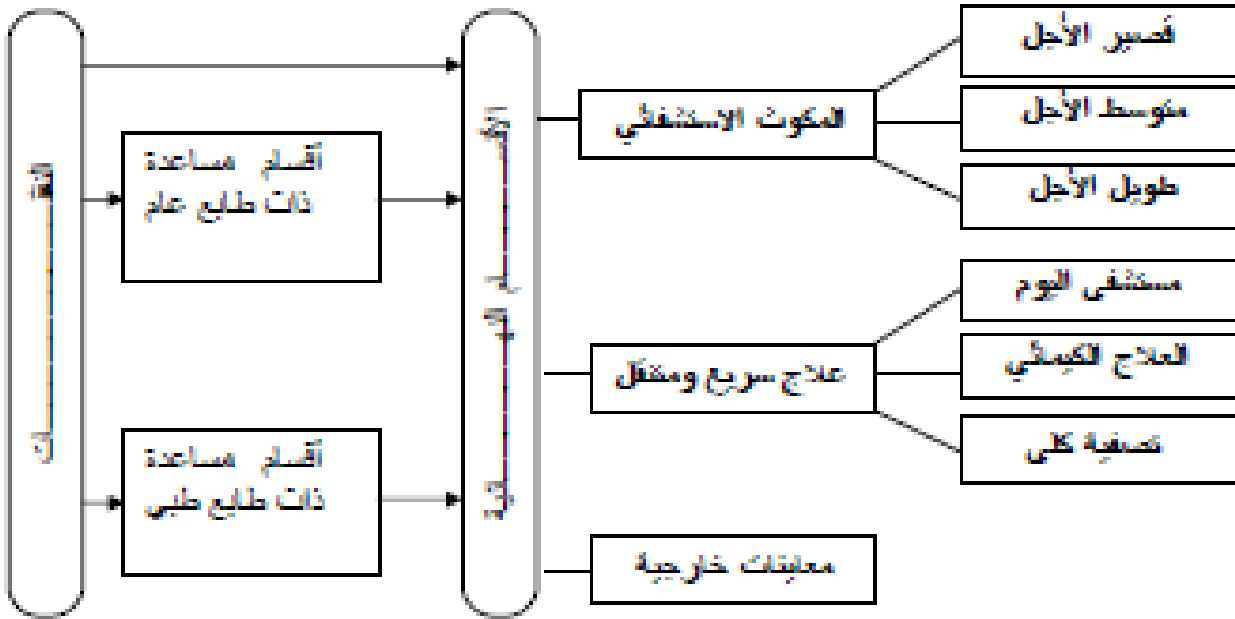 أقسام مساعدة
ذات طابع عام
أقسام مساعدة
ذات طابع طبي
المكوث الاستشفائي
قصير الأجل
متوسط الأجل
طويل الأجل
علاج سريع ومتنقل
مستشفى اليوم
العلاج الكيمائي
تصفية كلى
معاينات خارجية